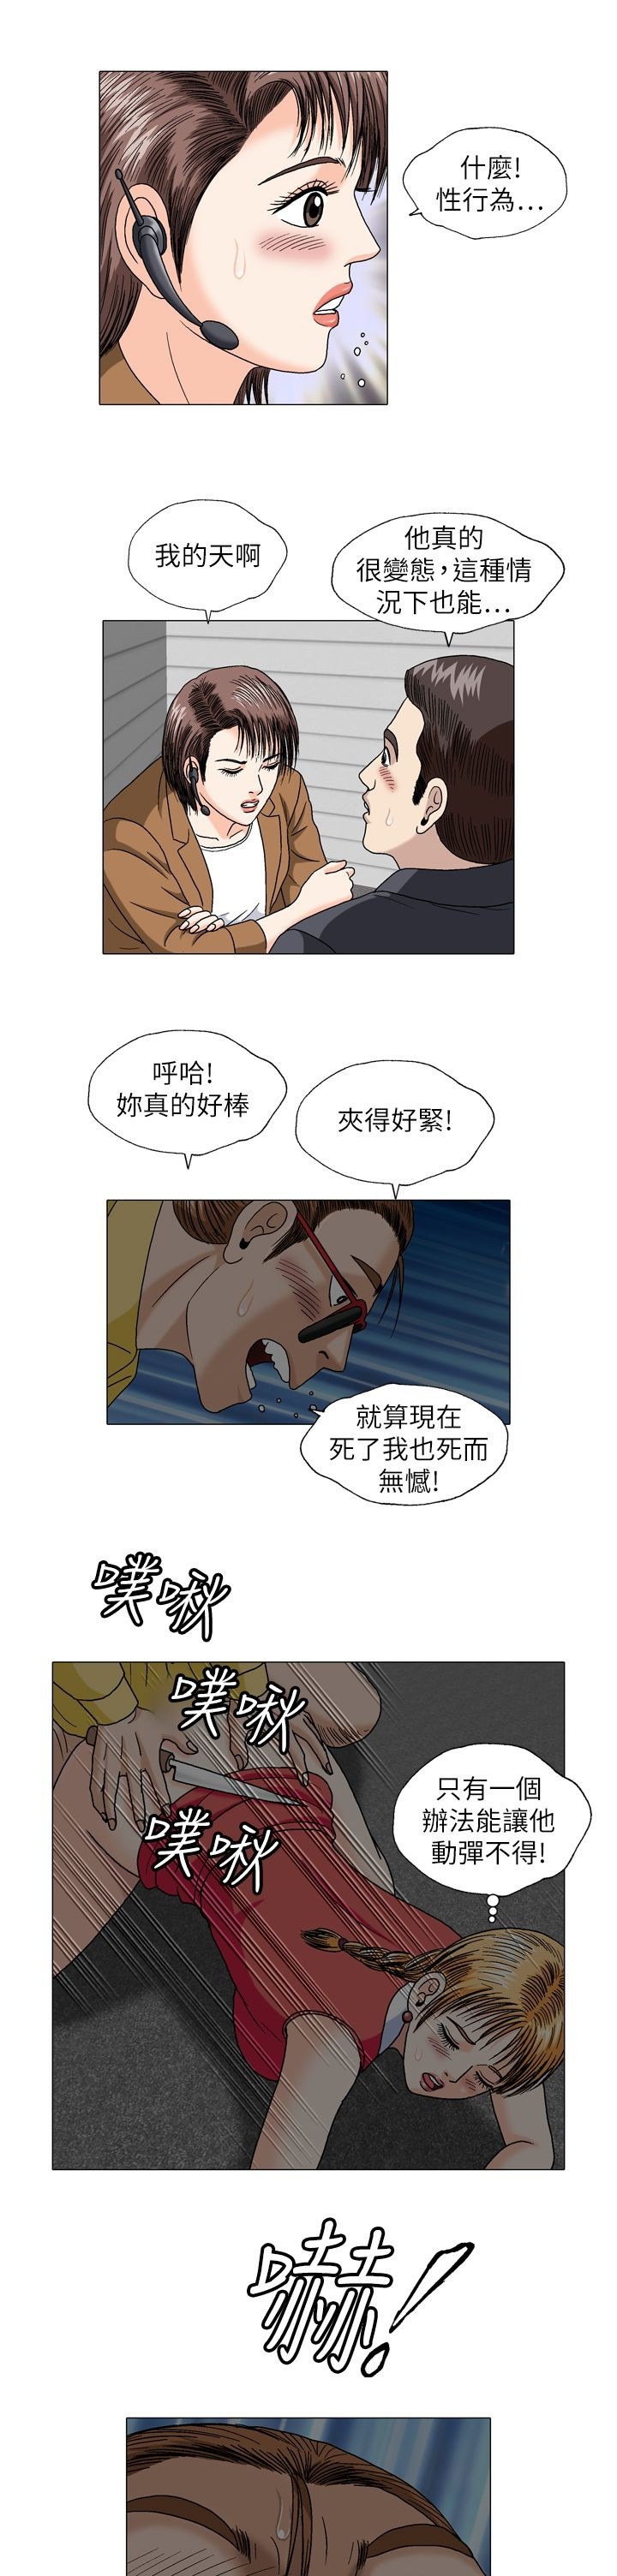 什麼!
性行為...
我的天啊
他真的
很變態，這種情
況下也能...
呼哈!
妳真的好棒
夾得好緊!
就算現在
死了我也死而
無憾!
噗啾
噗啾
噗啾
只有一個
辦法能讓他
動彈不得!
嚇!